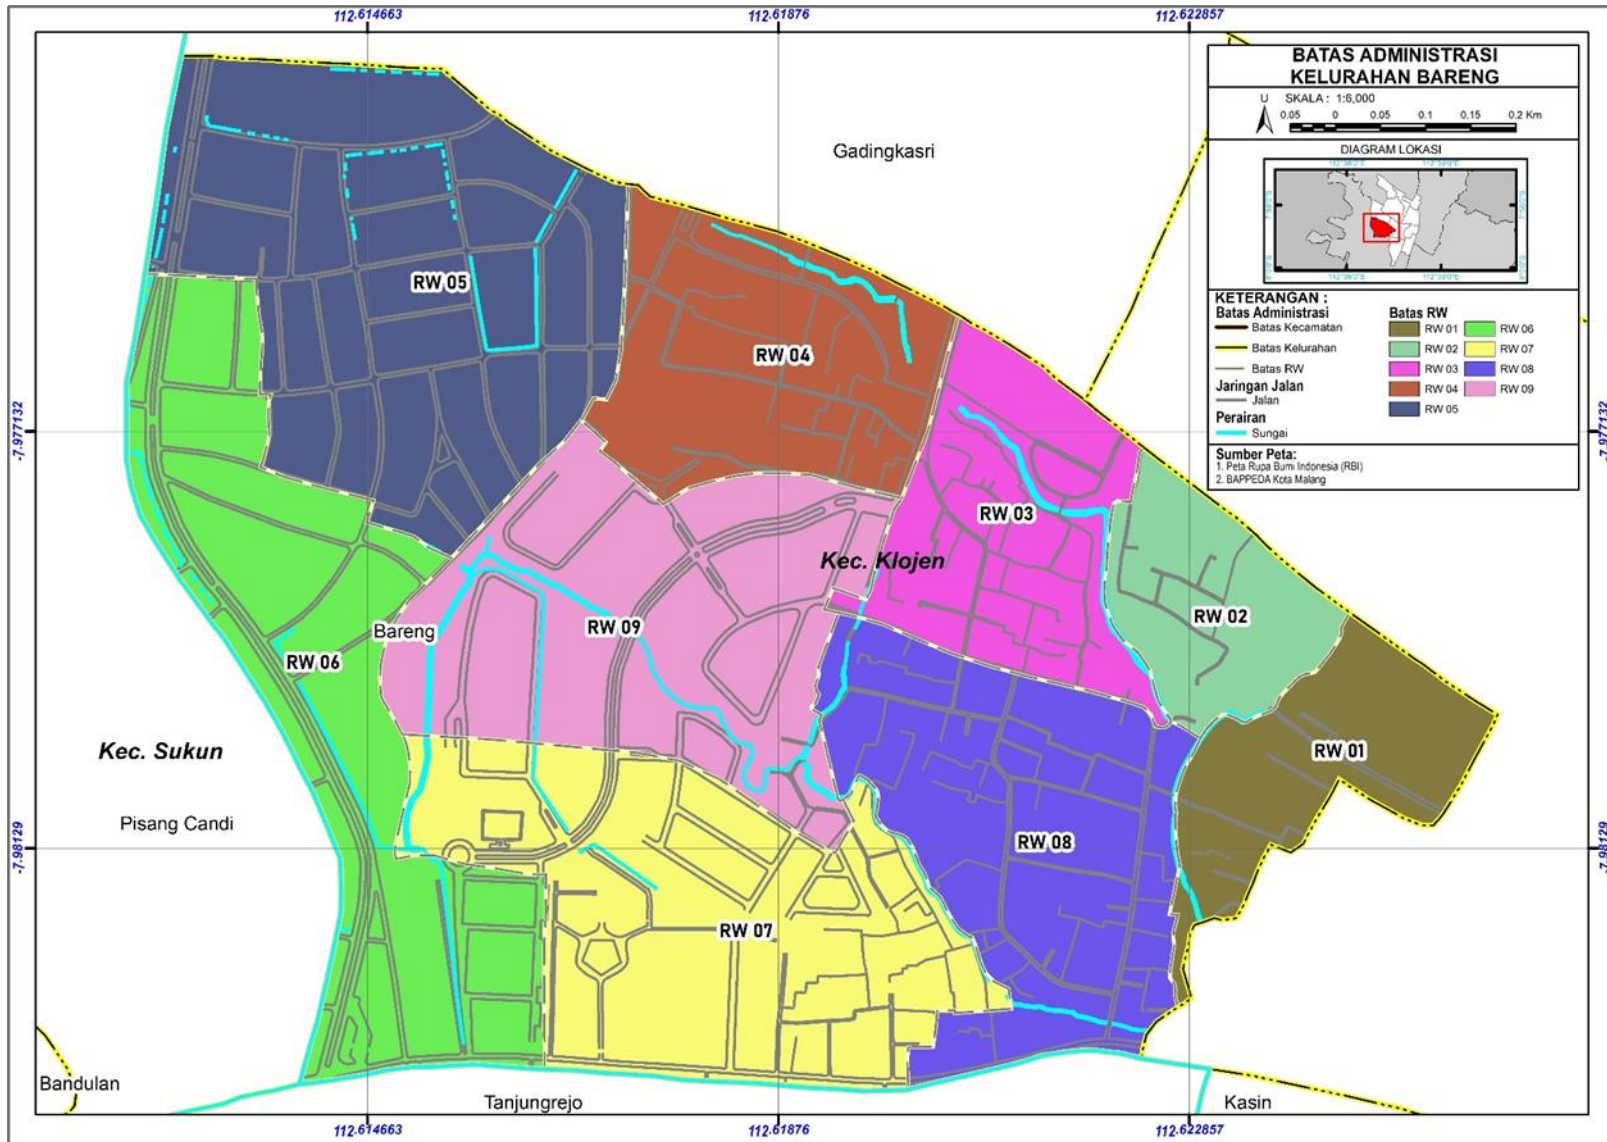 112.614663
112.61876
112.622857
BATAS ADMINISTRASI
KELURAHAN BARENG
U
SKALA : 1:6,000
0.05 0 0.05 0.1 0.15 0.2 Km
DIAGRAM LOKASI
KETERANGAN :
Batas Administrasi
Batas Kecamatan
Batas Kelurahan
Batas RW
Jaringan Jalan
Jalan
Perairan
Sungai
Batas RW
RW 01
RW 02
RW 03
RW 04
RW 05
RW 06
RW 07
RW 08
RW 09
Sumber Peta:
1. Peta Rupa Bumi Indonesia (RBI)
2. BAPPEDA Kota Malang
Gadingkasri
RW 05
RW 04
-7.977132
-7.977132
RW 03
Kec. Klojen
RW 02
RW 09
Bareng
RW 06
Kec. Sukun
RW 01
Pisang Candi
RW 08
-7.98129
-7.98129
RW 07
Bandulan
Tanjungrejo
Kasin
112.614663
112.61876
112.622857